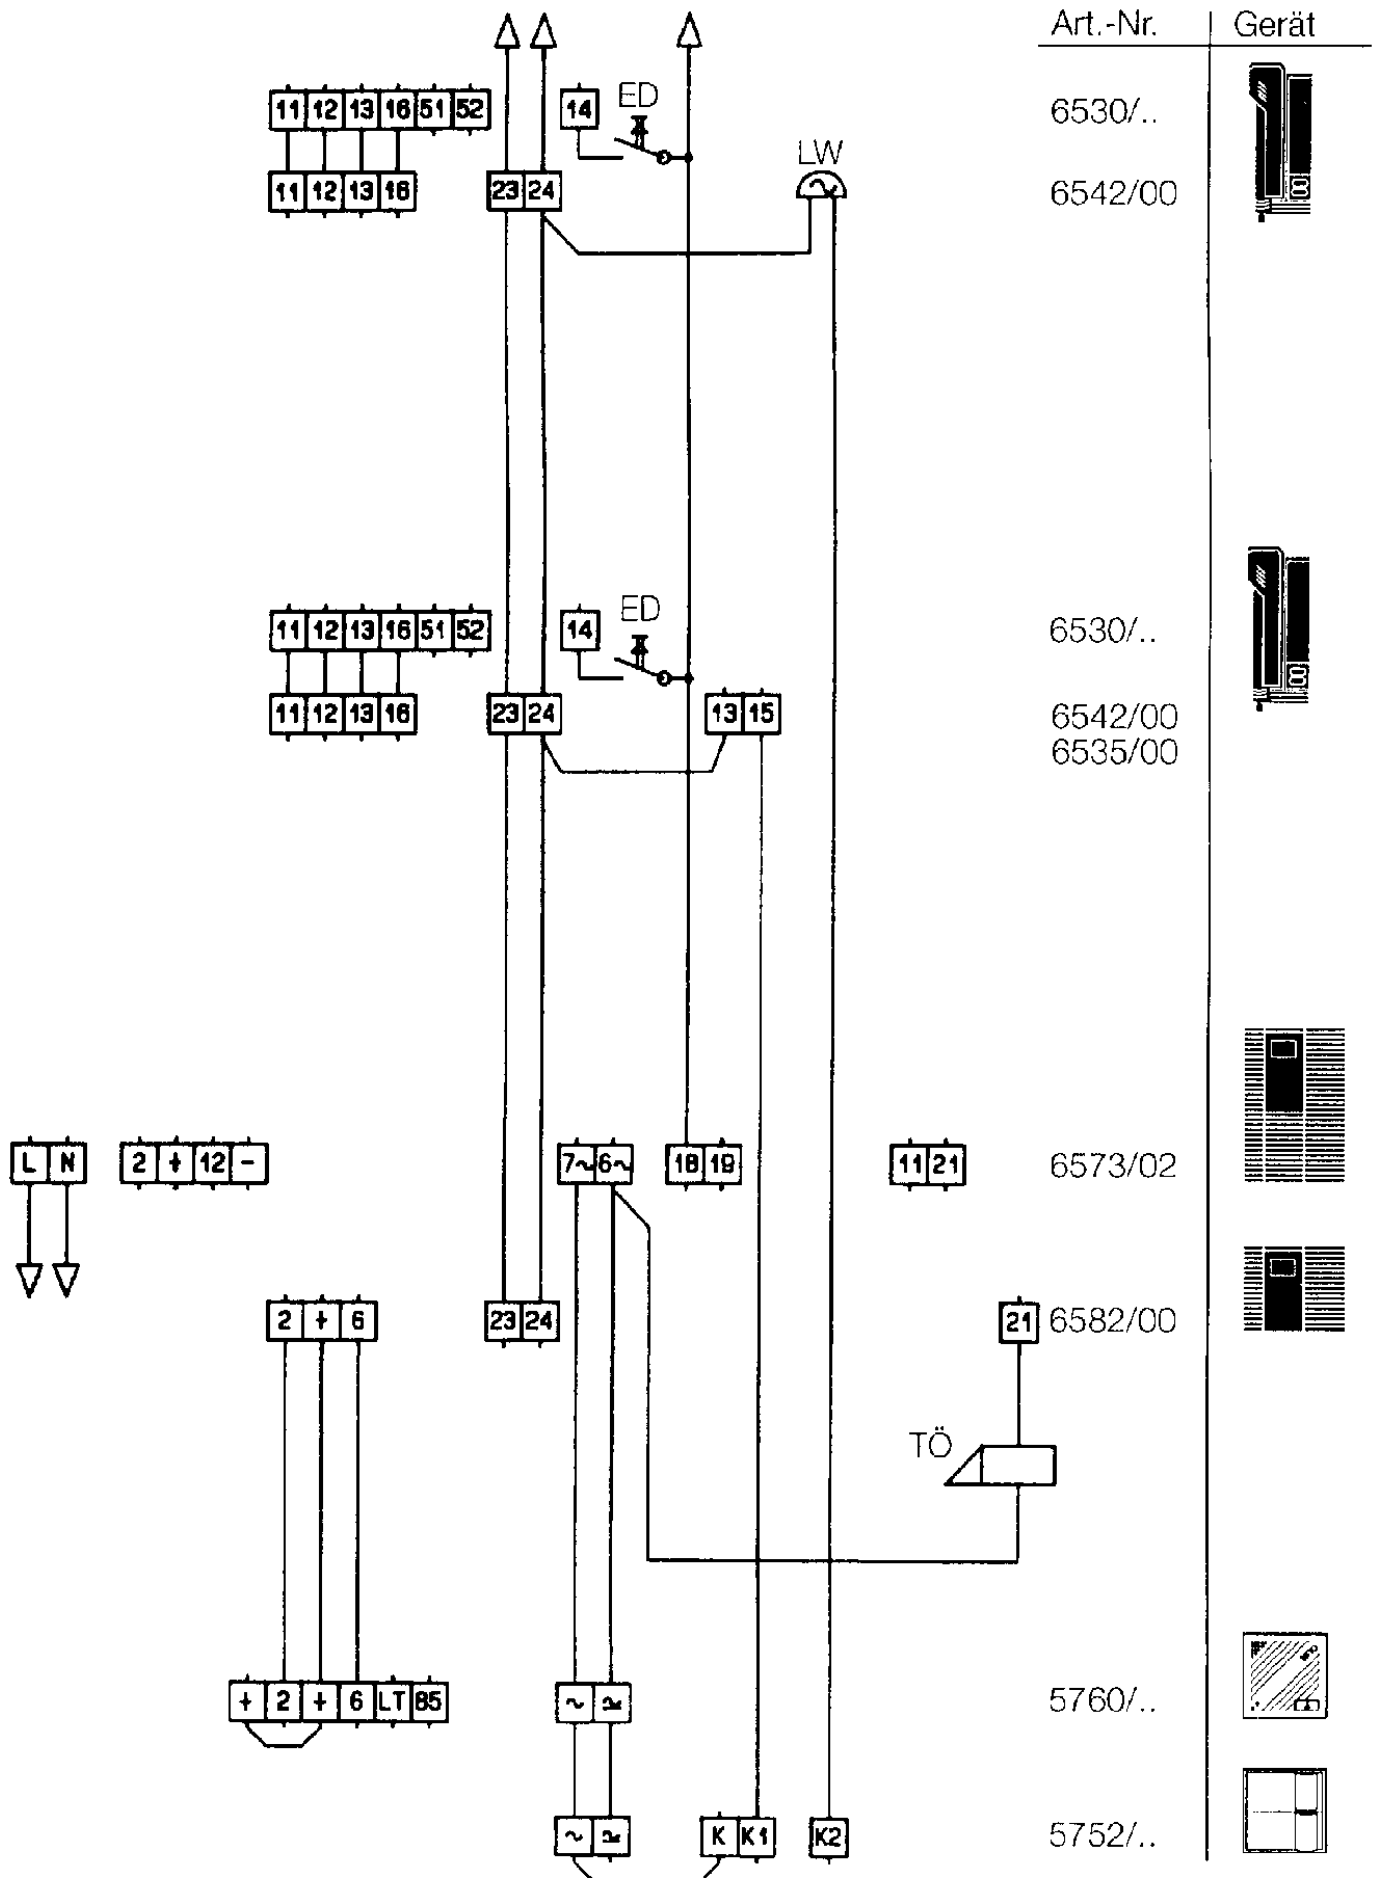 Art.-Nr. Gerät
11 12 13 16 51 52 14 ED 6530/..
LW
11 12 13 16 23 24 6542/00
11 12 13 16 51 52 14 ED 6530/..
11 12 13 16 23 24 13 15 6542/00
6535/00
L N 2 + 12 - 7~ 6~ 18 19 11 21 6573/02
2 + 6 23 24 21 6582/00
TÖ
+ 2 + 6 LT 85 ~ 5760/..
~ K K1 K2 5752/..